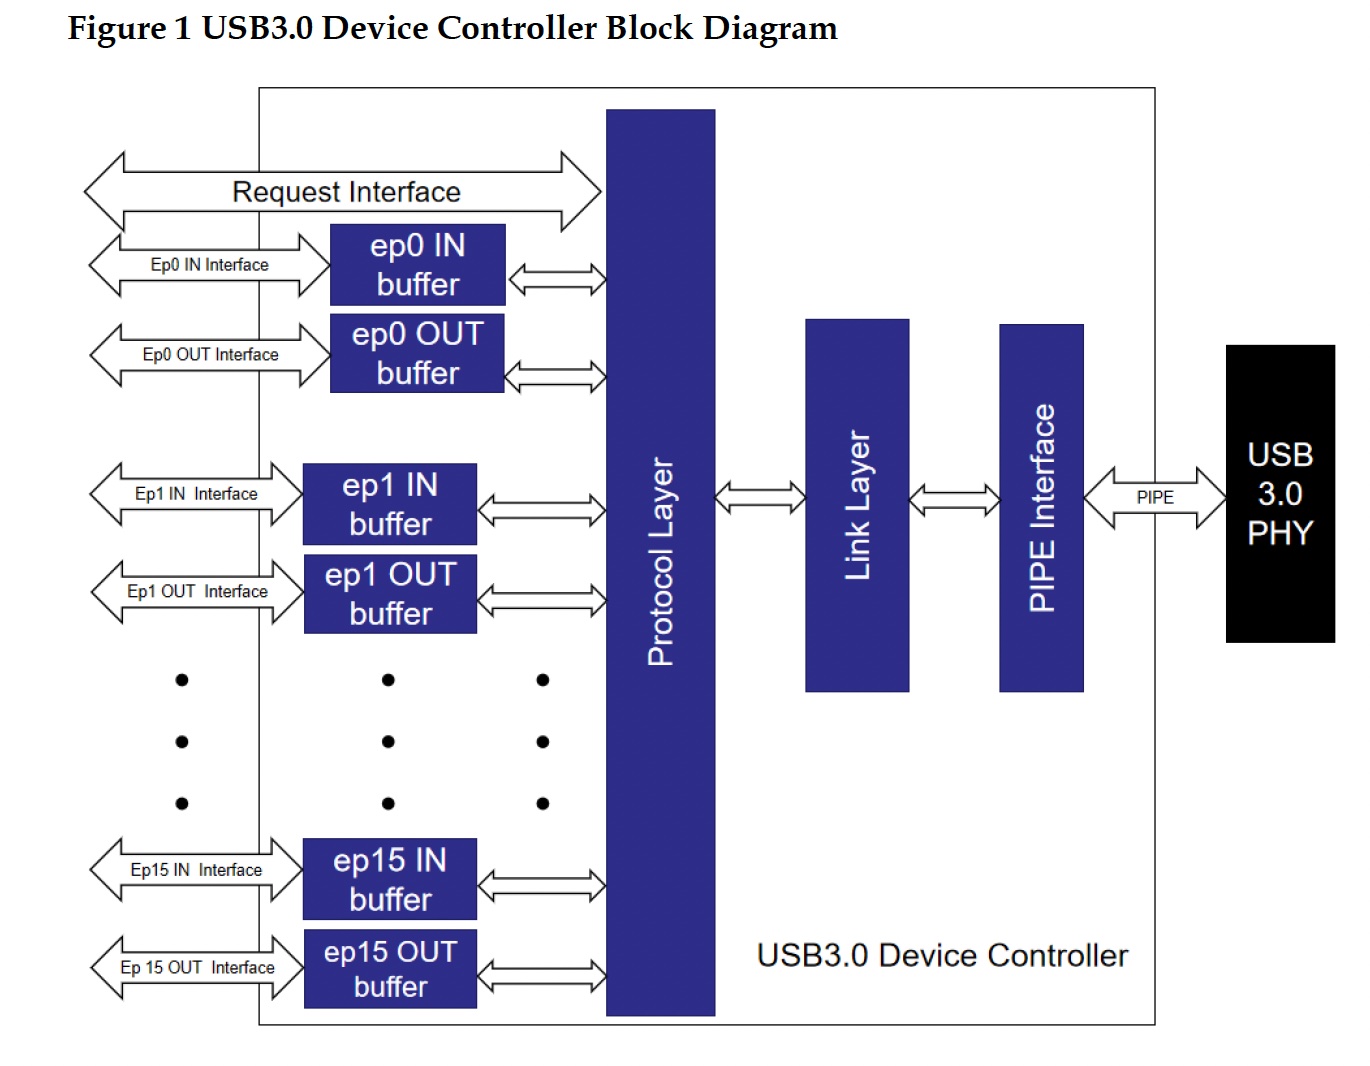 Figure 1 USB3.0 Device Controller Block Diagram
Request Interface
Ep0 IN Interface
ep0 IN
buffer
Ep0 OUT Interface
ep0 OUT
buffer
Ep1 IN  Interface
ep1 IN
buffer
Ep1 OUT  Interface
ep1 OUT
buffer
Ep15 IN  Interface
ep15 IN
buffer
Ep 15 OUT  Interface
ep15 OUT
buffer
Protocol Layer
Link Layer
PIPE Interface
PIPE
USB
3.0
PHY
USB3.0 Device Controller